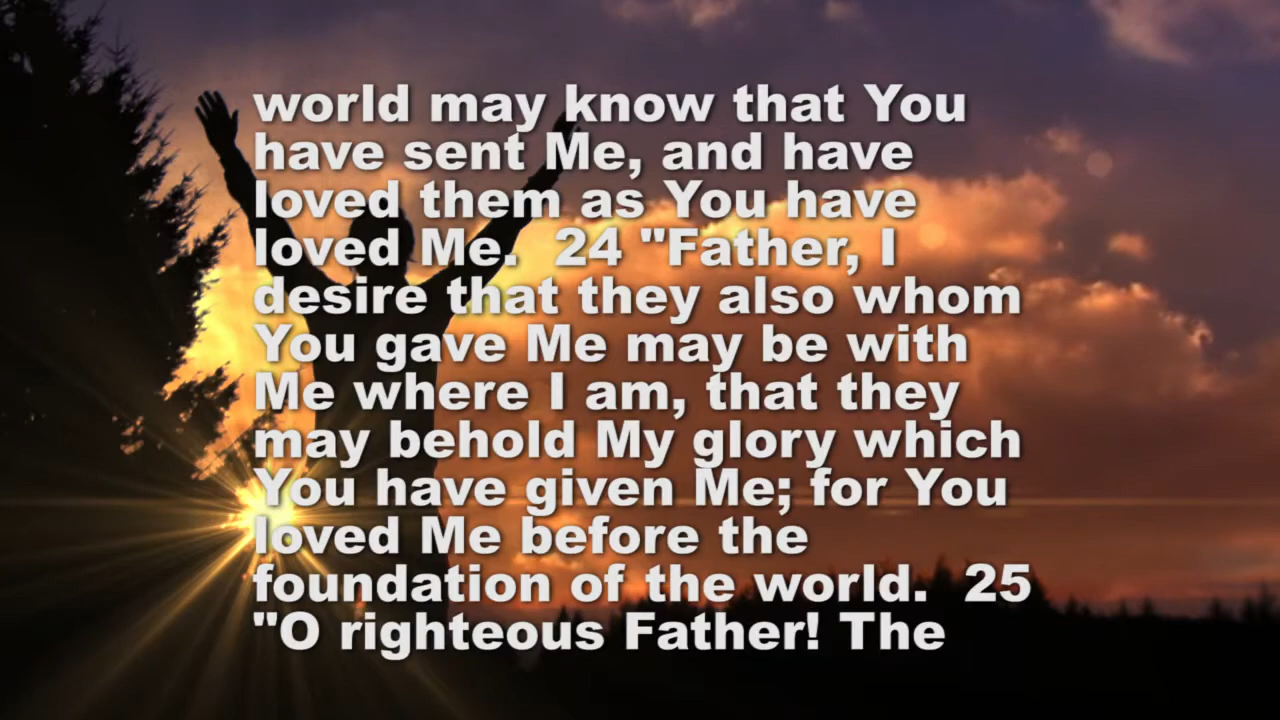 world may know that You
have sent Me, and have
loved them as You have
loved Me.  24 "Father, I
desire that they also whom
You gave Me may be with
Me where I am, that they
may behold My glory which
You have given Me; for You
loved Me before the
foundation of the world.  25
"O righteous Father! The